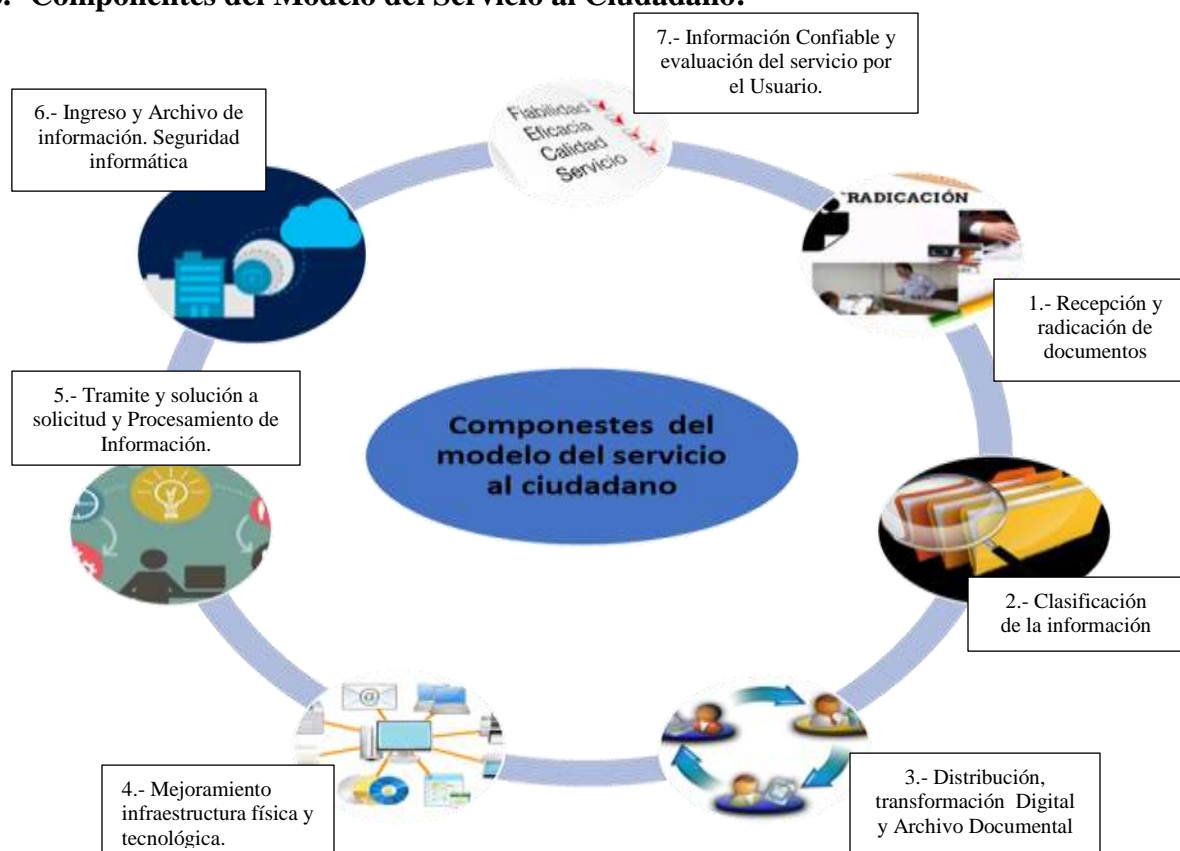 Componentes del Modelo del Servicio al Ciudadano:
7.- Información Confiable y
evaluación del servicio por
el Usuario.
6.- Ingreso y Archivo de
información. Seguridad
informática
Fiabilidad
Eficacia
Calidad
Servicio
RADICACIÓN
1.- Recepción y
radicación de
documentos
5.- Tramite y solución a
solicitud y Procesamiento de
Información.
Componestes del
modelo del servicio
al ciudadano
2.- Clasificación
de la información
4.- Mejoramiento
infraestructura física y
tecnológica.
3.- Distribución,
transformación Digital
y Archivo Documental